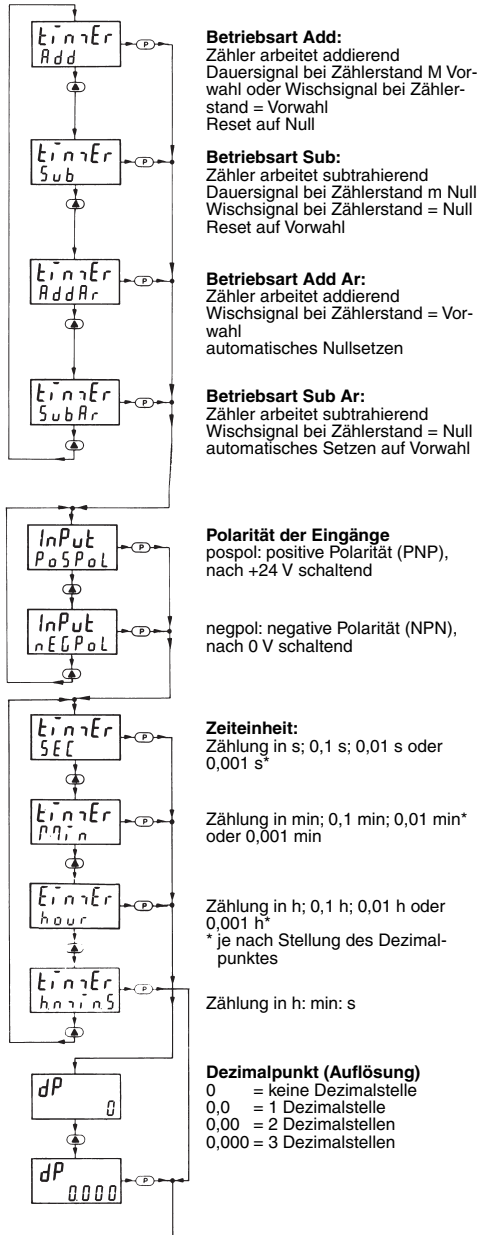 timEr
Add
P
Betriebsart Add:
Zähler arbeitet addierend
Dauersignal bei Zählerstand M Vor-
wahl oder Wischsignal bei Zähler-
stand = Vorwahl
Reset auf Null
timEr
Sub
P
Betriebsart Sub:
Zähler arbeitet subtrahierend
Dauersignal bei Zählerstand m Null
Wischsignal bei Zählerstand = Null
Reset auf Vorwahl
timEr
AddAr
P
Betriebsart Add Ar:
Zähler arbeitet addierend
Wischsignal bei Zählerstand = Vor-
wahl
automatisches Nullsetzen
timEr
SubAr
P
Betriebsart Sub Ar:
Zähler arbeitet subtrahierend
Wischsignal bei Zählerstand = Null
automatisches Setzen auf Vorwahl
InPut
PoSPoL
P
Polarität der Eingänge
pospol: positive Polarität (PNP),
nach +24 V schaltend
InPut
nEGPoL
P
negpol: negative Polarität (NPN),
nach 0 V schaltend
timEr
SEC
P
Zeiteinheit:
Zählung in s; 0,1 s; 0,01 s oder
0,001 s*
timEr
Min
P
Zählung in min; 0,1 min; 0,01 min*
oder 0,001 min
timEr
hour
P
Zählung in h; 0,1 h; 0,01 h oder
0,001 h*
* je nach Stellung des Dezimal-
punktes
timEr
h.min.S
P
Zählung in h: min: s
dP
0
Dezimalpunkt (Auflösung)
0 = keine Dezimalstelle
0,0 = 1 Dezimalstelle
0,00 = 2 Dezimalstellen
0,000 = 3 Dezimalstellen
dP
0.000
P